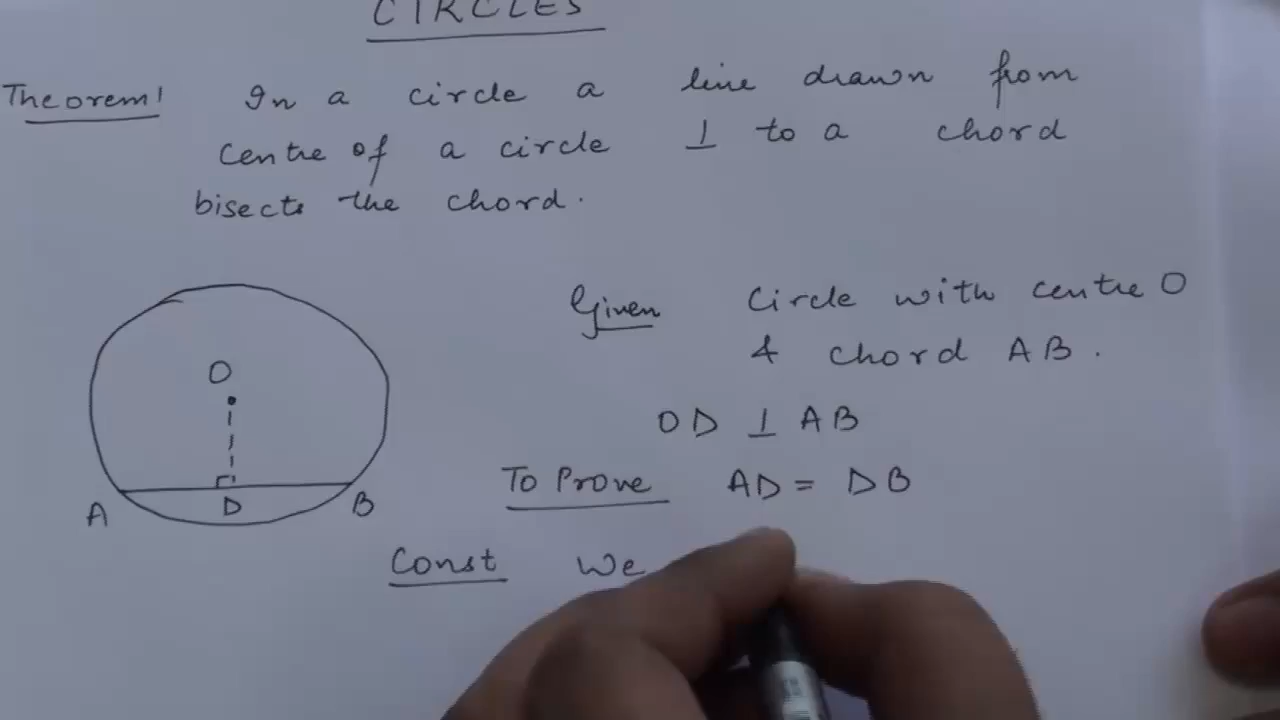 CIRCLES
Theorem 1 In a circle a line drawn from
centre of a circle ⊥ to a chord
bisects the chord.
Given Circle with centre O
& chord AB.
OD ⊥ AB
To Prove AD = DB
Const We
O
A D B